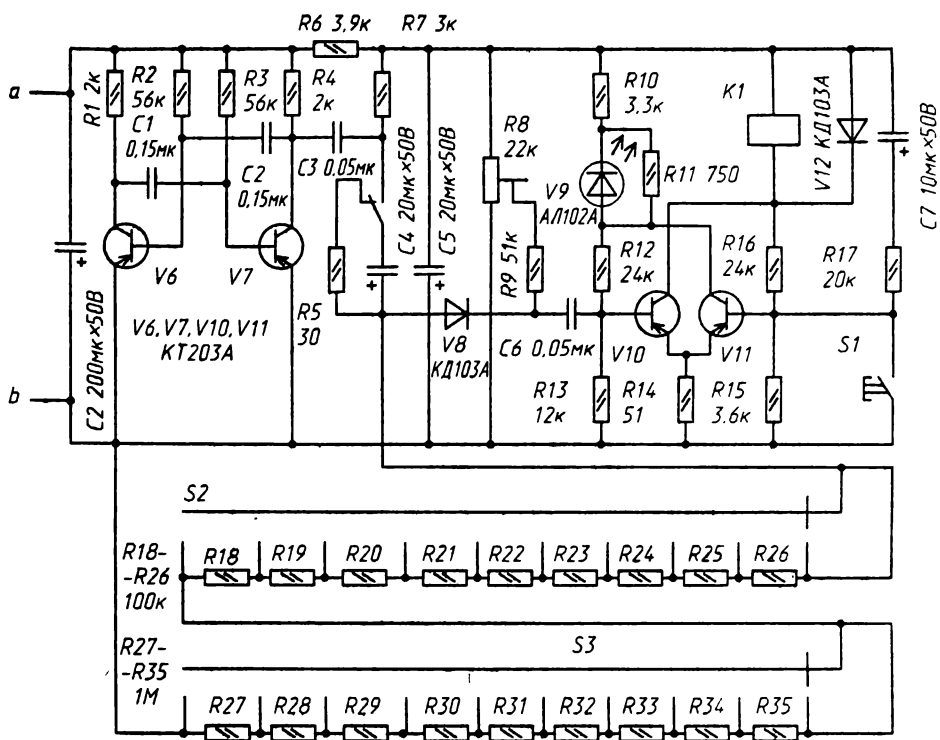 R6 3,9к
R7 3к
a
R1 2к
R2
56к
C1
0,15мк
R3
56к
R4
2к
C2
0,15мк
C3 0,05мк
C4 20мк×50В
C5 20мк×50В
R8
22к
R9 51к
R10
3,3к
V9
АЛ102А
R11 750
K1
V12 КД103А
C7 10мк×50В
V6
V7
R5
30
V6, V7, V10, V11
КТ203А
V8
КД103А
C6 0,05мк
R12
24к
V10
V11
R16
24к
R17
20к
S1
b
C2 200мк×50В
R13
12к
R14
51
R15
3.6к
S2
R18-
-R26
100к
R18
R19
R20
R21
R22
R23
R24
R25
R26
S3
R27-
-R35
1М
R27
R28
R29
R30
R31
R32
R33
R34
R35